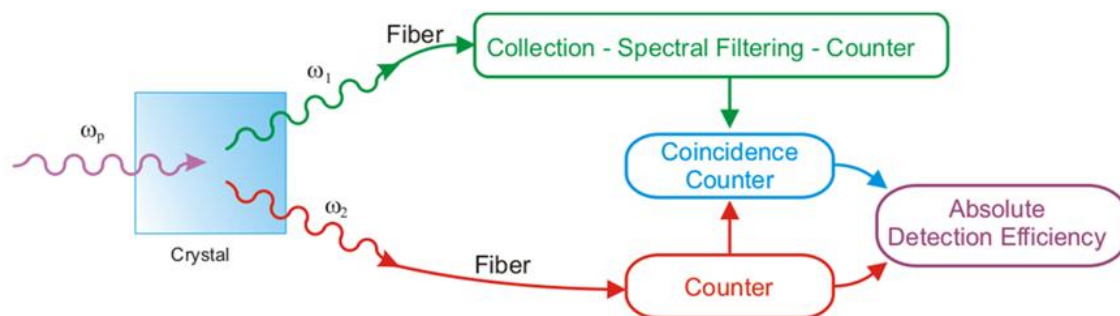 Fiber
Collection - Spectral Filtering - Counter
ω1
ωp
Coincidence
Counter
ω2
Absolute
Detection Efficiency
Crystal
Fiber
Counter